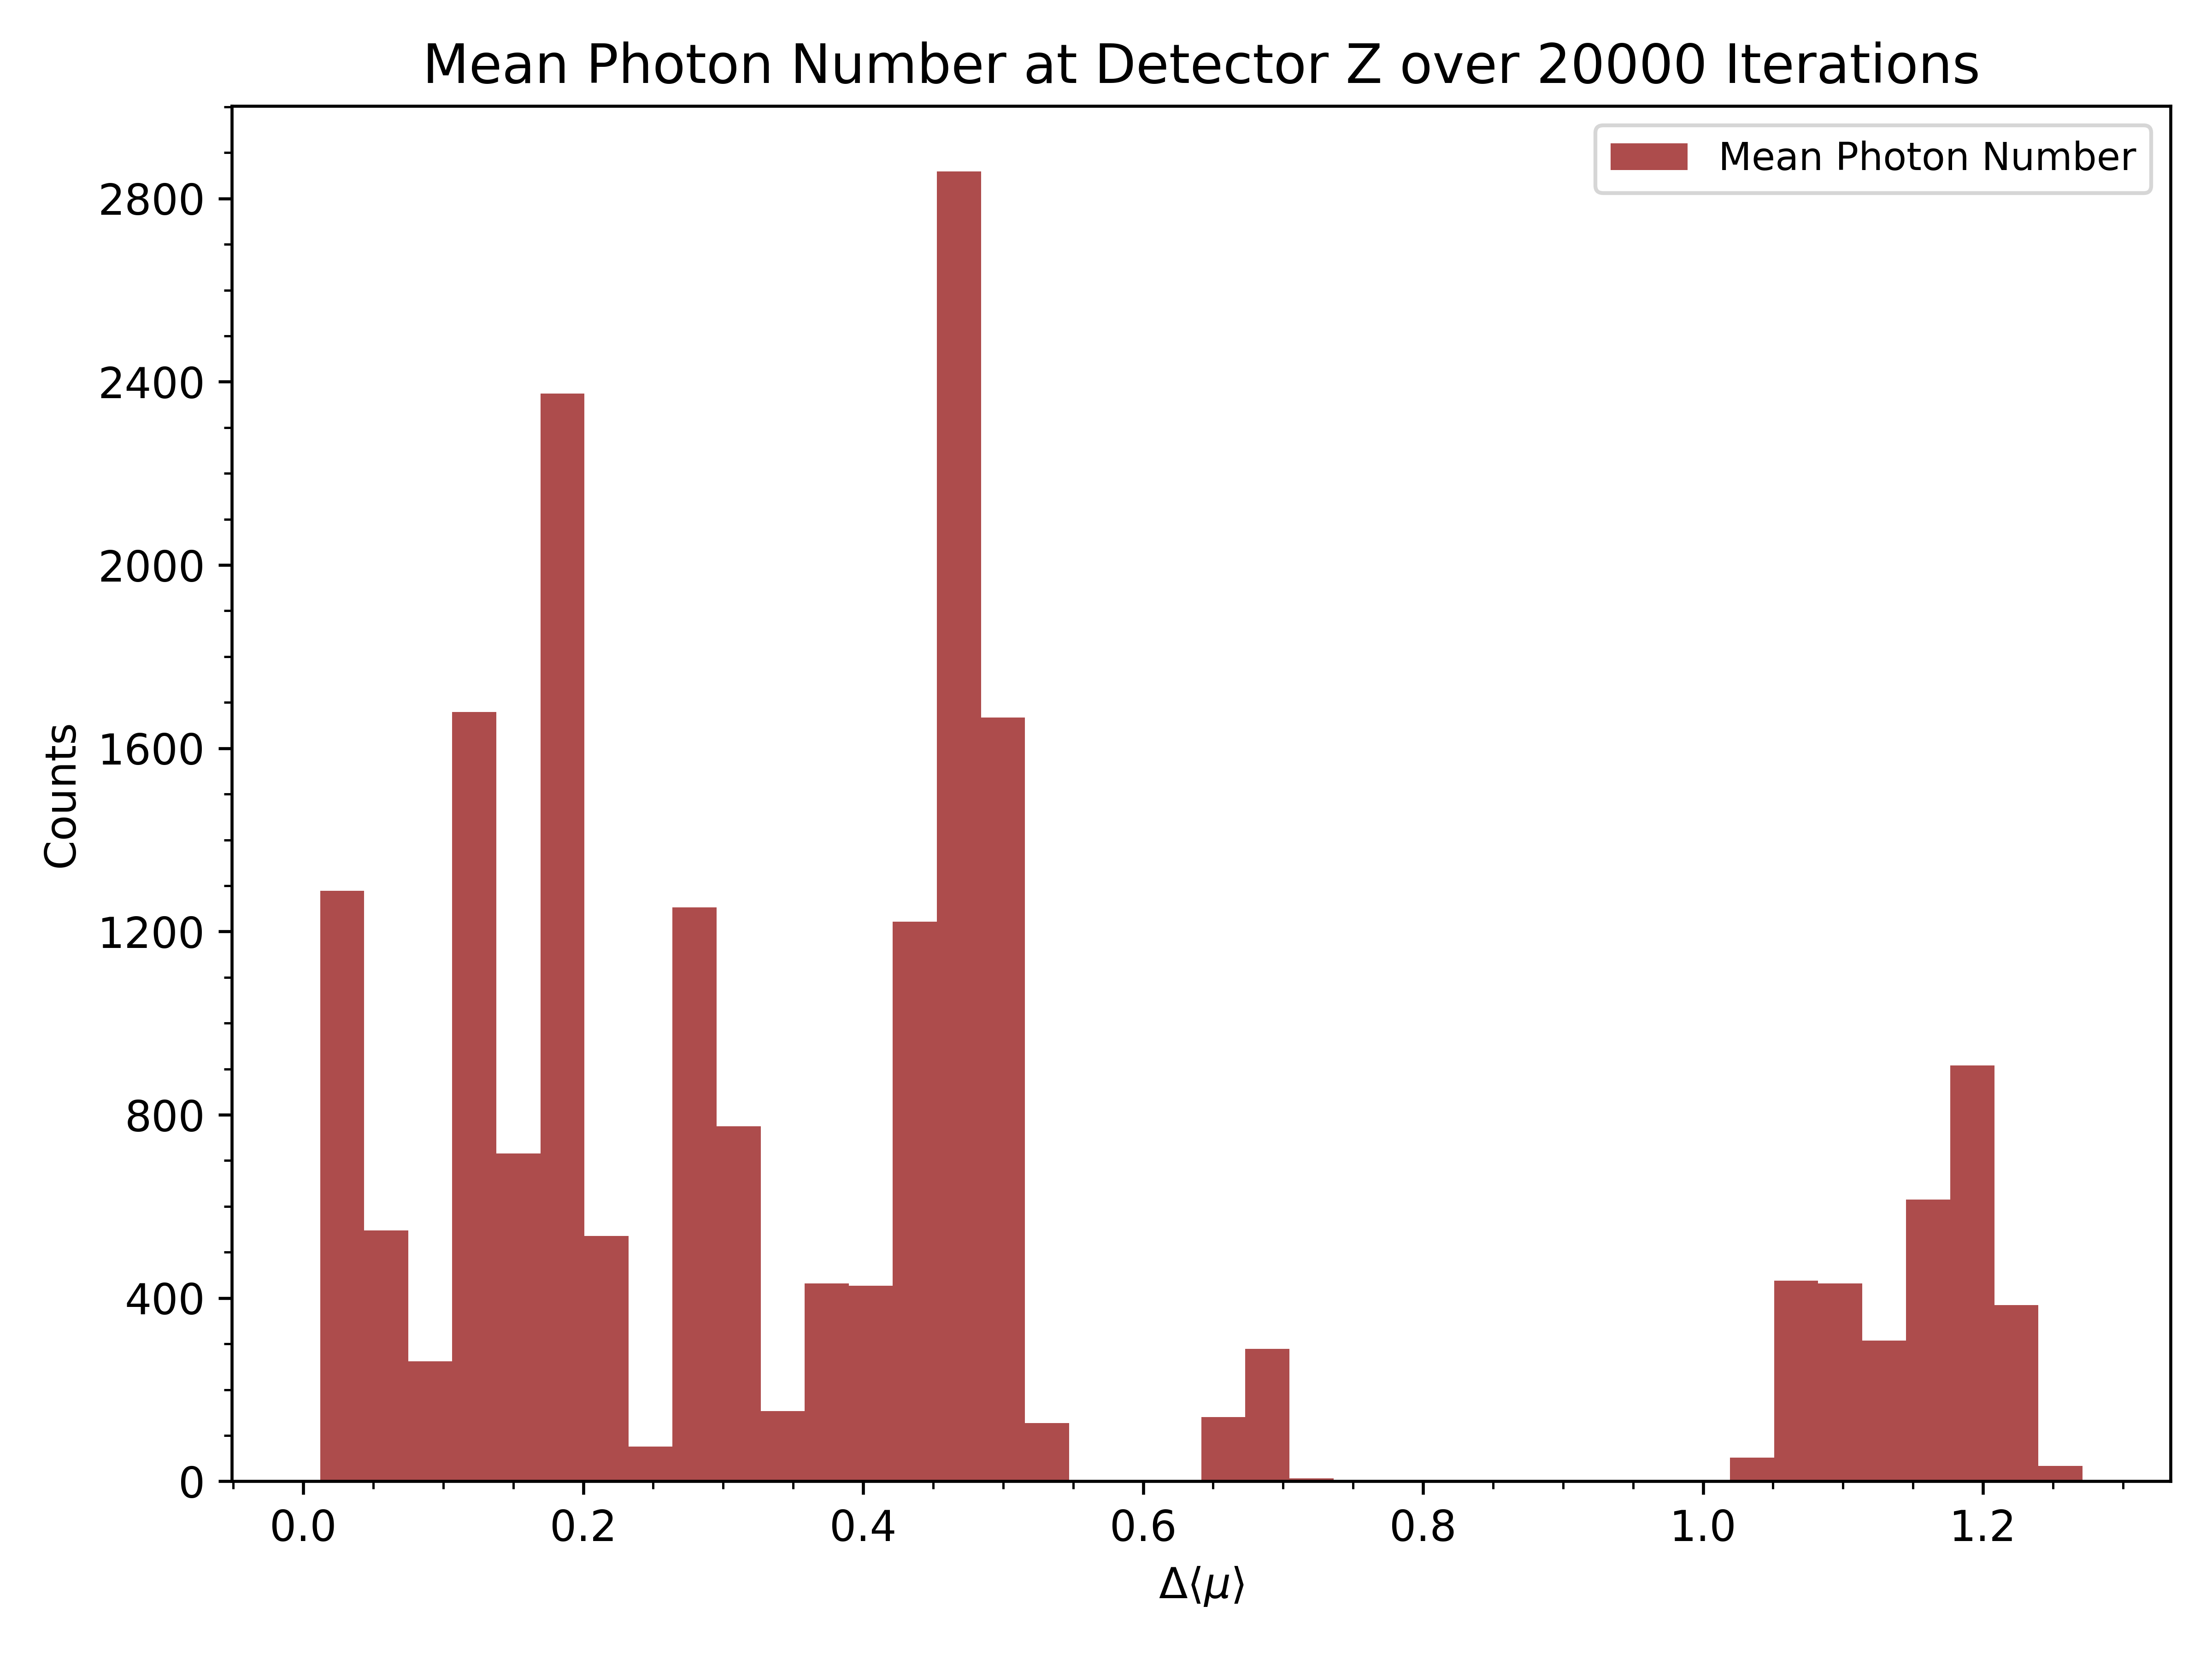 Mean Photon Number at Detector Z over 20000 Iterations
Mean Photon Number
2800
2400
2000
1600
1200
800
400
0
Counts
0.0 0.2 0.4 0.6 0.8 1.0 1.2
Δ⟨μ⟩